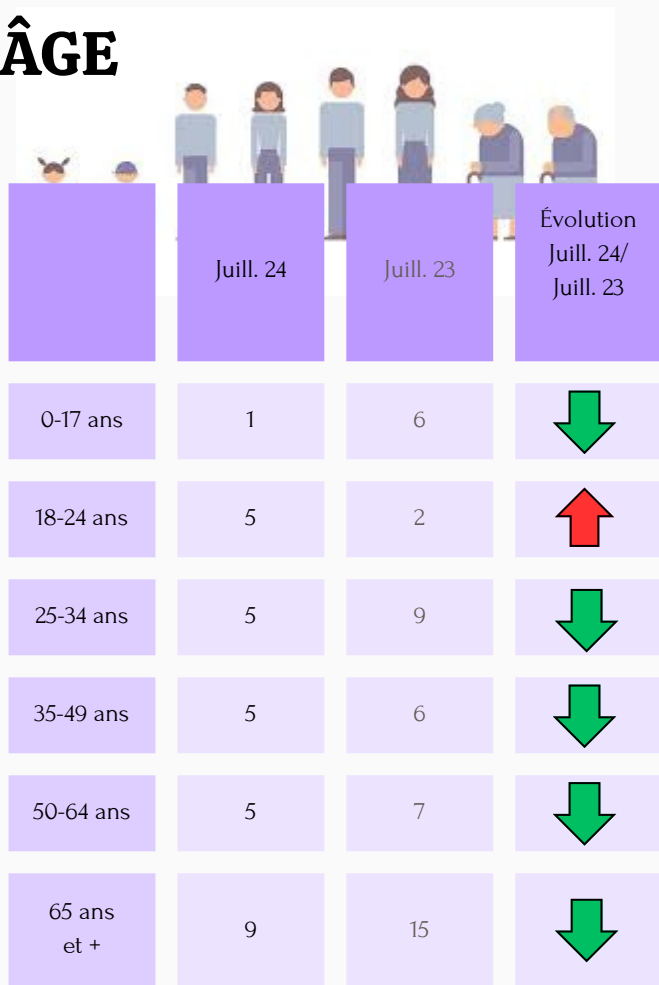 ÂGE
Juill. 24
Juill. 23
Évolution
Juill. 24/
Juill. 23
0-17 ans
1
6
18-24 ans
5
2
25-34 ans
5
9
35-49 ans
5
6
50-64 ans
5
7
65 ans
et +
9
15